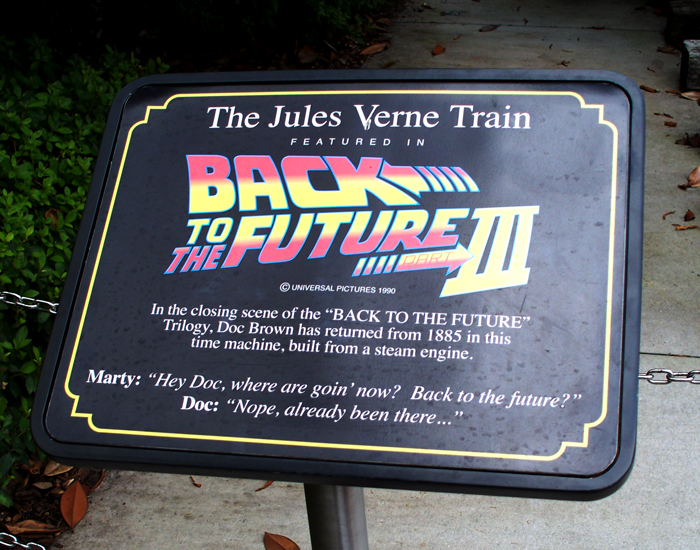 The Jules Verne Train
FEATURED IN
BACK
TO
THE FUTURE
PART III
© UNIVERSAL PICTURES 1990
In the closing scene of the “BACK TO THE FUTURE”
Trilogy, Doc Brown has returned from 1885 in this
time machine, built from a steam engine.
Marty: “Hey Doc, where are goin’ now? Back to the future?”
Doc: “Nope, already been there...”